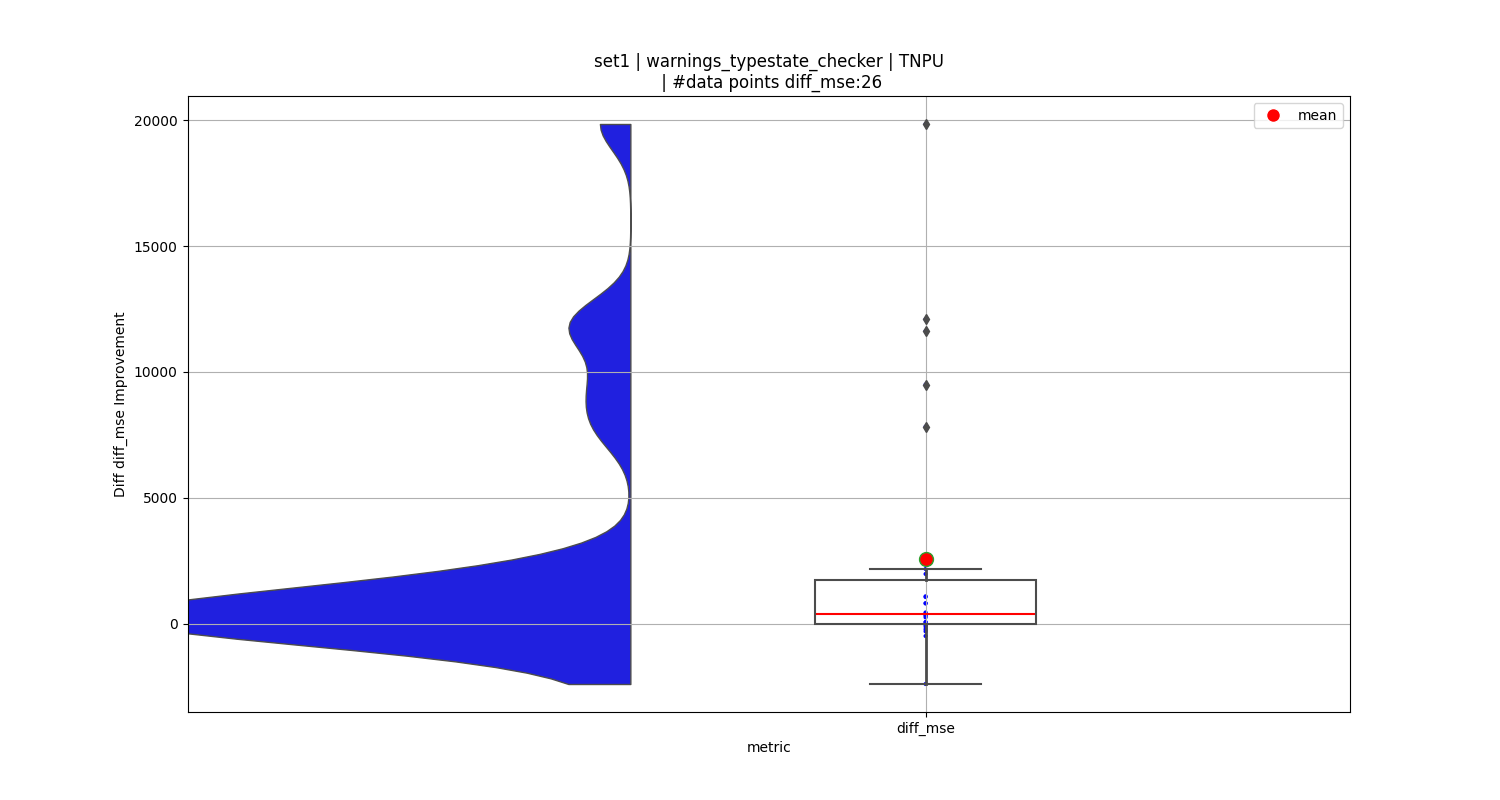 set1 | warnings_typestate_checker | TNPU
| #data points diff_mse:26
mean
20000
15000
10000
5000
0
Diff diff_mse Improvement
diff_mse
metric